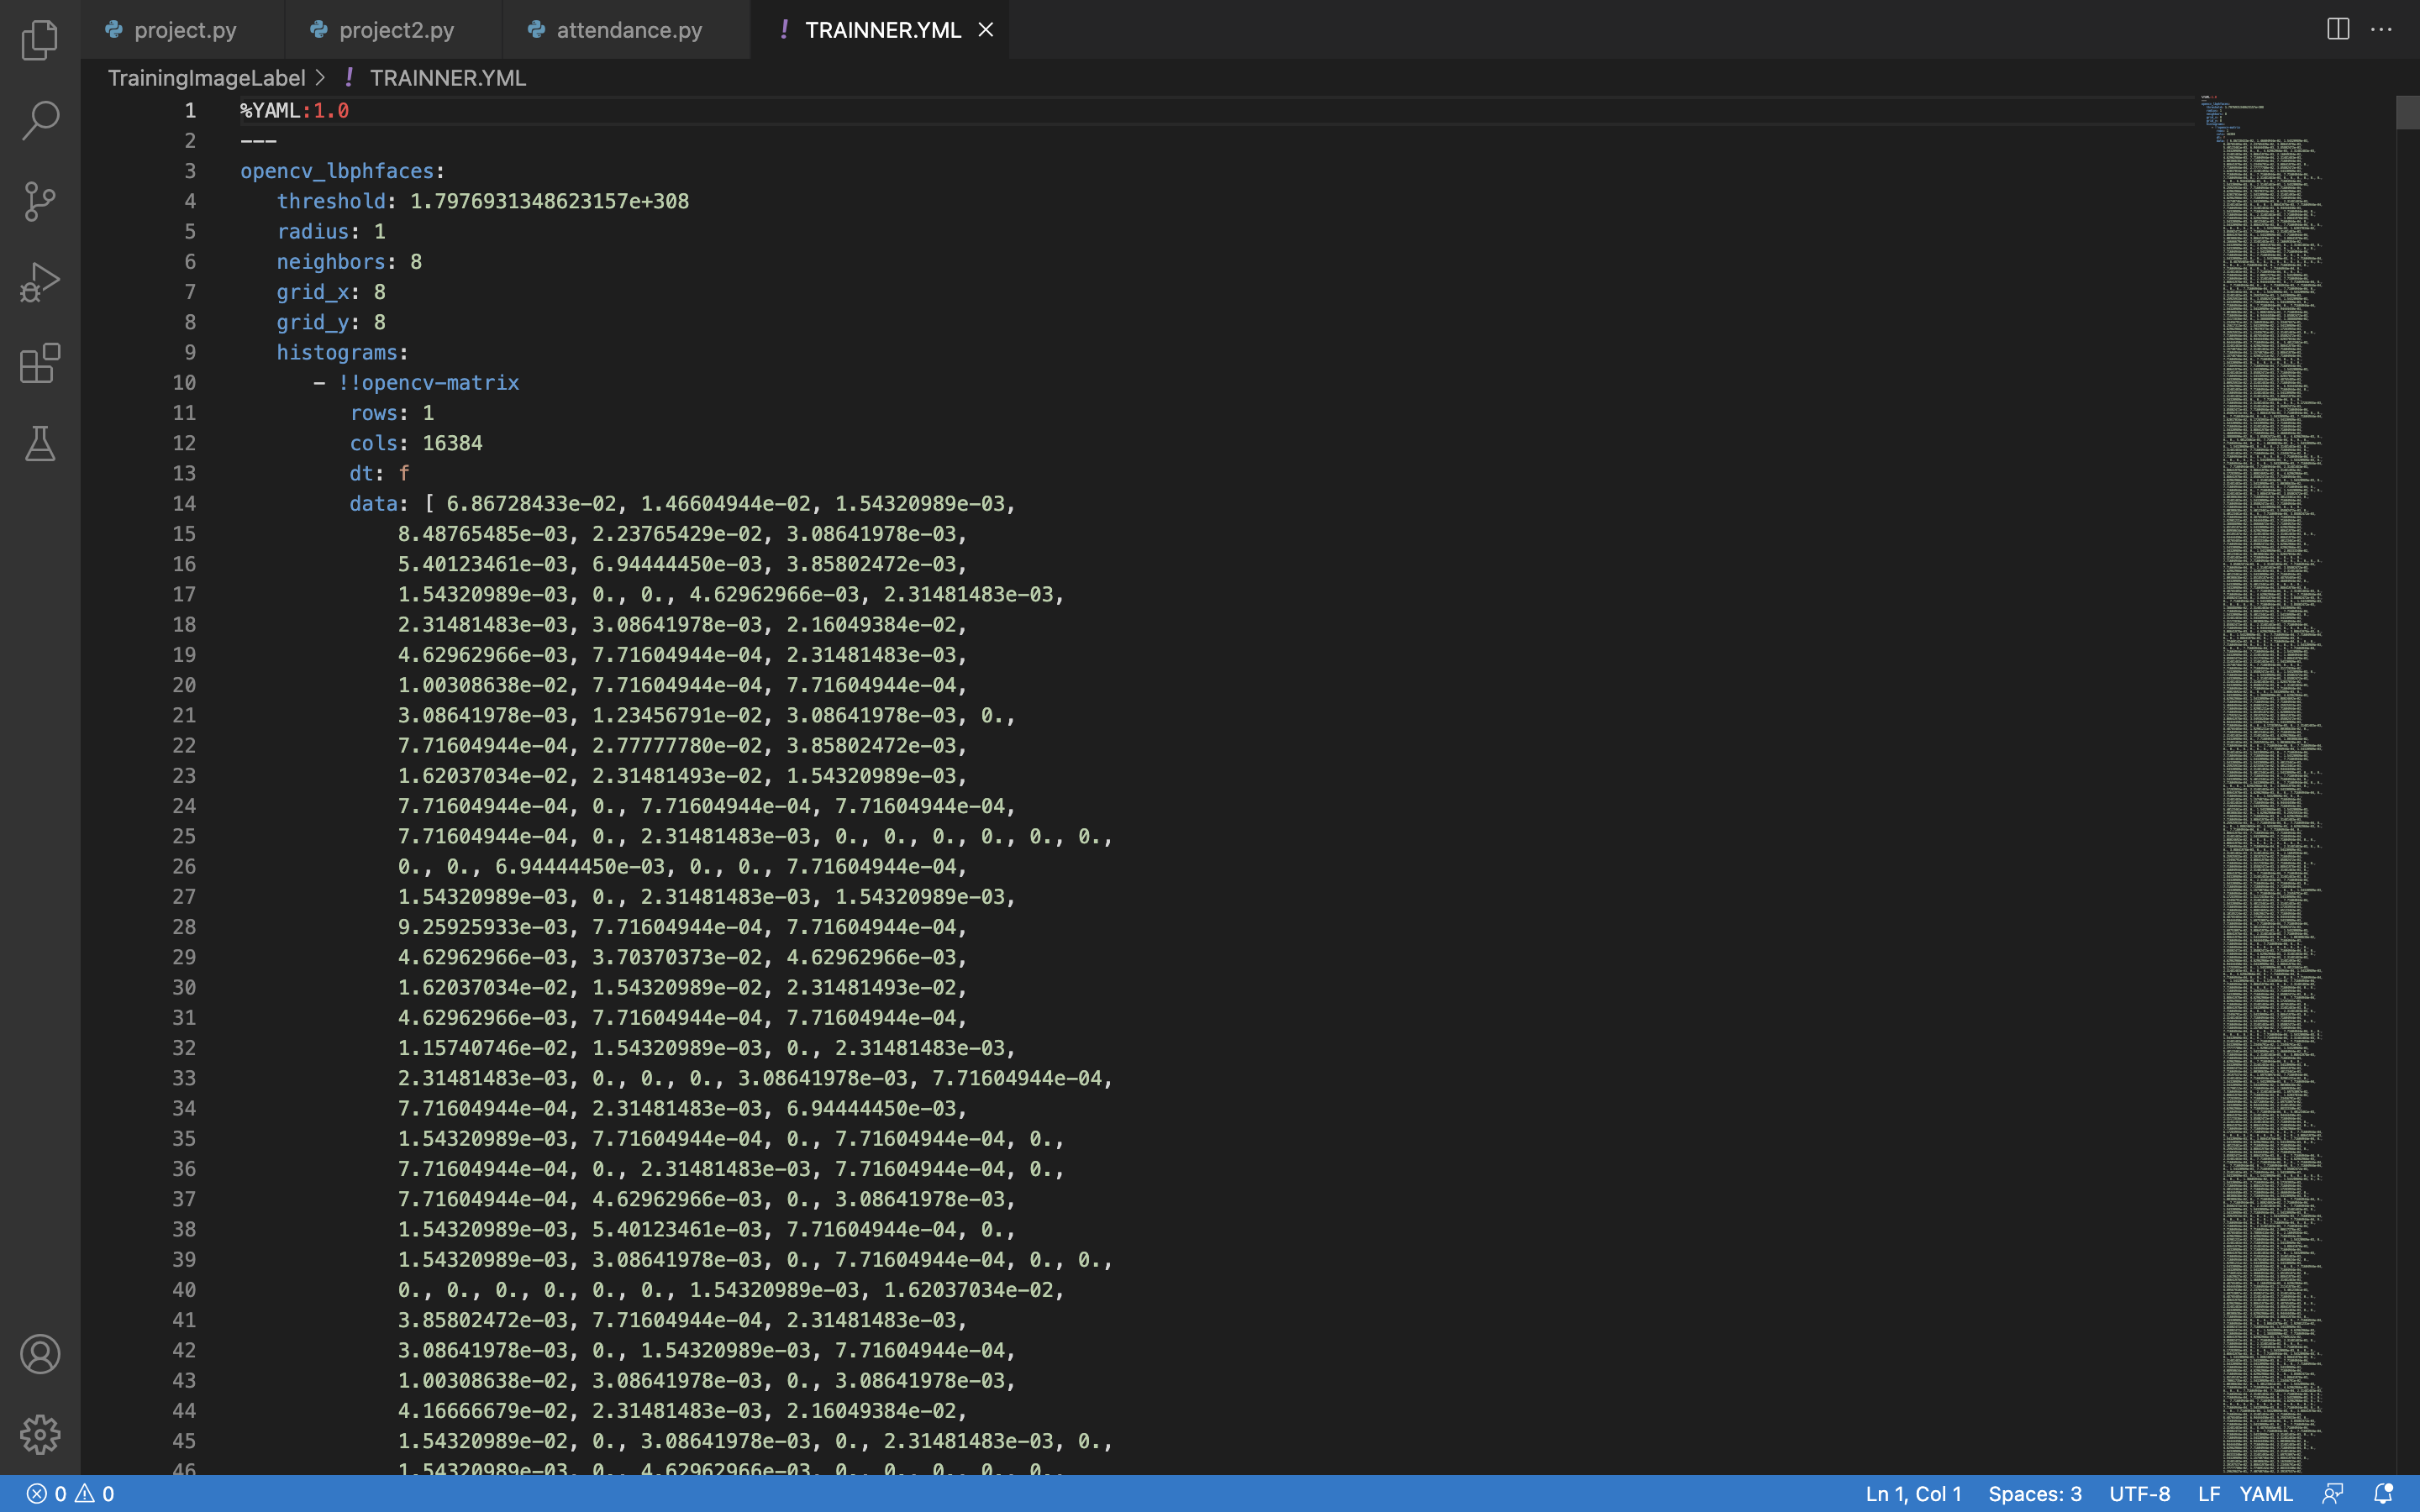 project.py project2.py attendance.py ! TRAINNER.YML
TrainingImageLabel > ! TRAINNER.YML
1 %YAML:1.0
2 ---
3 opencv_lbphfaces:
4 threshold: 1.7976931348623157e+308
5 radius: 1
6 neighbors: 8
7 grid_x: 8
8 grid_y: 8
9 histograms:
10 - !!opencv-matrix
11 rows: 1
12 cols: 16384
13 dt: f
14 data: [ 6.86728433e-02, 1.46604944e-02, 1.54320989e-03,
15 8.48765485e-03, 2.23765429e-02, 3.08641978e-03,
16 5.40123461e-03, 6.94444450e-03, 3.85802472e-03,
17 1.54320989e-03, 0., 0., 4.62962966e-03, 2.31481483e-03,
18 2.31481483e-03, 3.08641978e-03, 2.16049384e-02,
19 4.62962966e-03, 7.71604944e-04, 2.31481483e-03,
20 1.00308638e-02, 7.71604944e-04, 7.71604944e-04,
21 3.08641978e-03, 1.23456791e-02, 3.08641978e-03, 0.,
22 7.71604944e-04, 2.77777780e-02, 3.85802472e-03,
23 1.62037034e-02, 2.31481493e-02, 1.54320989e-03,
24 7.71604944e-04, 0., 7.71604944e-04, 7.71604944e-04,
25 7.71604944e-04, 0., 2.31481483e-03, 0., 0., 0., 0., 0., 0.,
26 0., 0., 6.94444450e-03, 0., 0., 7.71604944e-04,
27 1.54320989e-03, 0., 2.31481483e-03, 1.54320989e-03,
28 9.25925933e-03, 7.71604944e-04, 7.71604944e-04,
29 4.62962966e-03, 3.70370373e-02, 4.62962966e-03,
30 1.62037034e-02, 1.54320989e-02, 2.31481493e-02,
31 4.62962966e-03, 7.71604944e-04, 7.71604944e-04,
32 1.15740746e-02, 1.54320989e-03, 0., 2.31481483e-03,
33 2.31481483e-03, 0., 0., 0., 3.08641978e-03, 7.71604944e-04,
34 7.71604944e-04, 2.31481483e-03, 6.94444450e-03,
35 1.54320989e-03, 7.71604944e-04, 0., 7.71604944e-04, 0.,
36 7.71604944e-04, 0., 2.31481483e-03, 7.71604944e-04, 0.,
37 7.71604944e-04, 4.62962966e-03, 0., 3.08641978e-03,
38 1.54320989e-03, 5.40123461e-03, 7.71604944e-04, 0.,
39 1.54320989e-03, 3.08641978e-03, 0., 7.71604944e-04, 0., 0.,
40 0., 0., 0., 0., 0., 0., 1.54320989e-03, 1.62037034e-02,
41 3.85802472e-03, 7.71604944e-04, 2.31481483e-03,
42 3.08641978e-03, 0., 1.54320989e-03, 7.71604944e-04,
43 1.00308638e-02, 3.08641978e-03, 0., 3.08641978e-03,
44 4.16666679e-02, 2.31481483e-03, 2.16049384e-02,
45 1.54320989e-02, 0., 3.08641978e-03, 0., 2.31481483e-03, 0.,
46 1.54320989e-03, 0., 4.62962966e-03, 0., 0., 0., 0., 0.,
0 0 Ln 1, Col 1 Spaces: 3 UTF-8 LF YAML